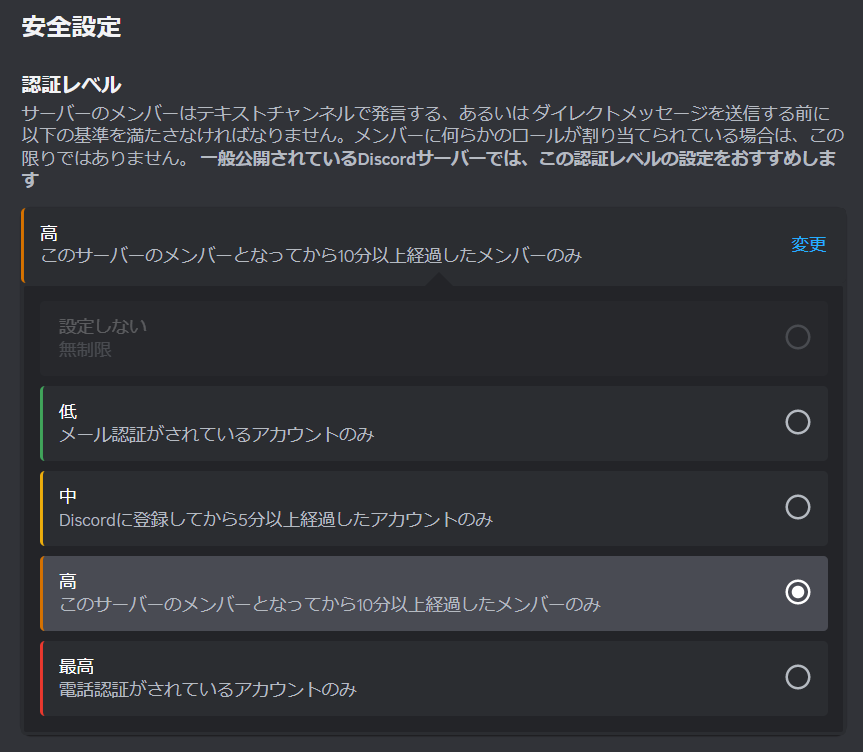 安全設定
認証レベル
サーバーのメンバーはテキストチャンネルで発言する、あるいは ダイレクトメッセージを送信する前に
以下の基準を満たさなければなりません。メンバーに何らかのロールが割り当てられている場合は、この
限りではありません。 一般公開されているDiscordサーバーでは、この認証レベルの設定をおすすめしま
す
高
このサーバーのメンバーとなってから10分以上経過したメンバーのみ
変更
設定しない
無制限
低
メール認証がされているアカウントのみ
中
Discordに登録してから5分以上経過したアカウントのみ
高
このサーバーのメンバーとなってから10分以上経過したメンバーのみ
最高
電話認証がされているアカウントのみ